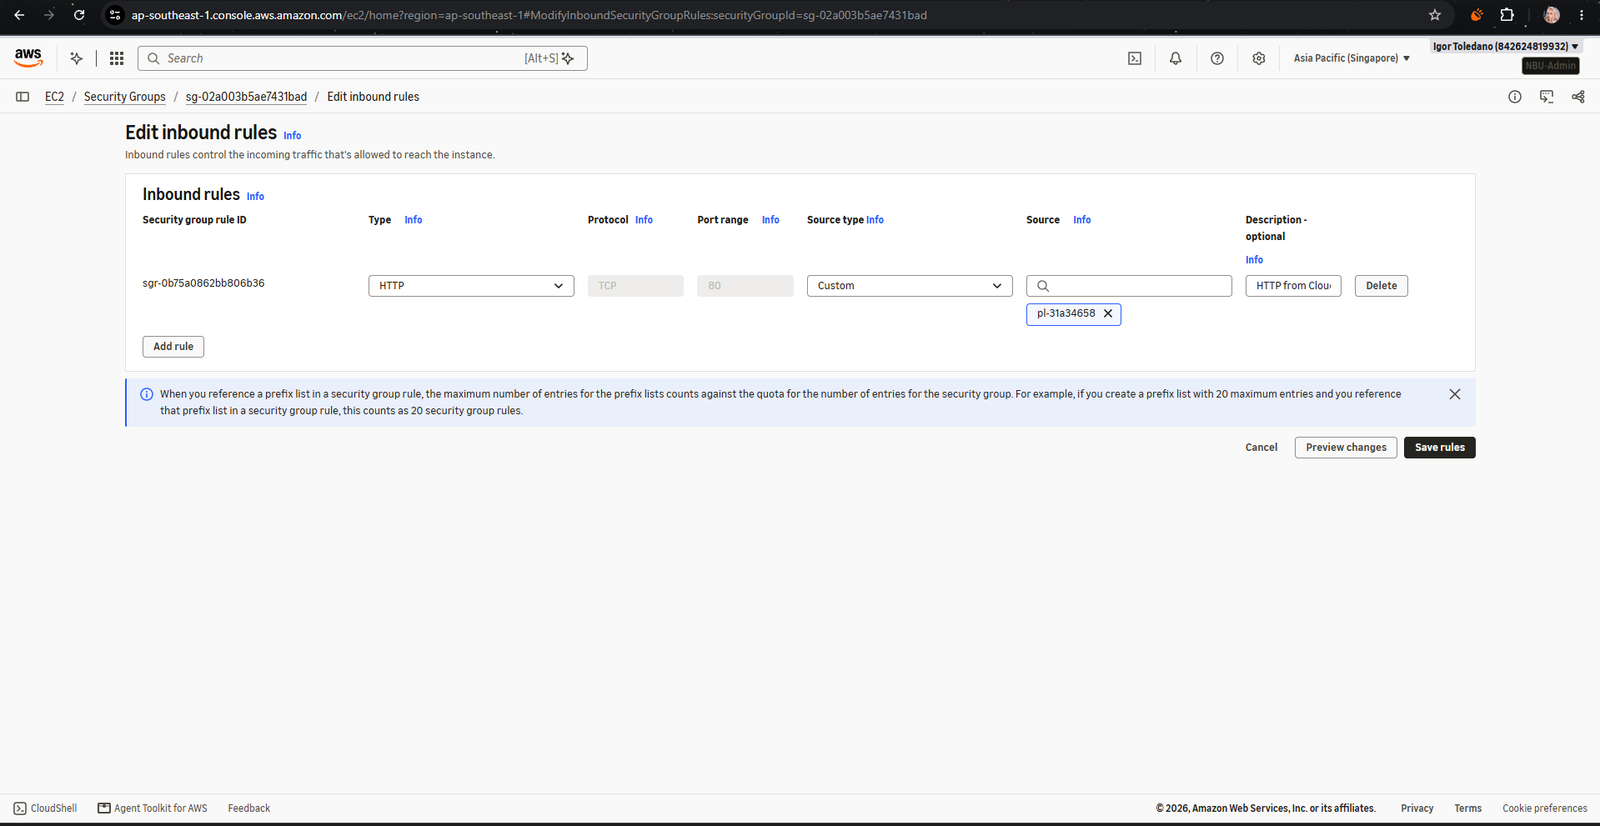 ap-southeast-1.console.aws.amazon.com/ec2/home?region=ap-southeast-1#ModifyInboundSecurityGroupRules:securityGroupId=sg-02a003b5ae7431bad
aws
Search [Alt+S]
Asia Pacific (Singapore)
Igor Toledano (842624819932)
NBU-Admin
EC2 / Security Groups / sg-02a003b5ae7431bad / Edit inbound rules
Edit inbound rules Info
Inbound rules control the incoming traffic that's allowed to reach the instance.
Inbound rules Info
Security group rule ID Type Info Protocol Info Port range Info Source type Info Source Info Description -
optional
Info
sgr-0b75a0862bb806b36 HTTP TCP 80 Custom HTTP from Clou Delete
pl-31a34658
Add rule
When you reference a prefix list in a security group rule, the maximum number of entries for the prefix lists counts against the quota for the number of entries for the security group. For example, if you create a prefix list with 20 maximum entries and you reference
that prefix list in a security group rule, this counts as 20 security group rules.
Cancel Preview changes Save rules
CloudShell Agent Toolkit for AWS Feedback © 2026, Amazon Web Services, Inc. or its affiliates. Privacy Terms Cookie preferences